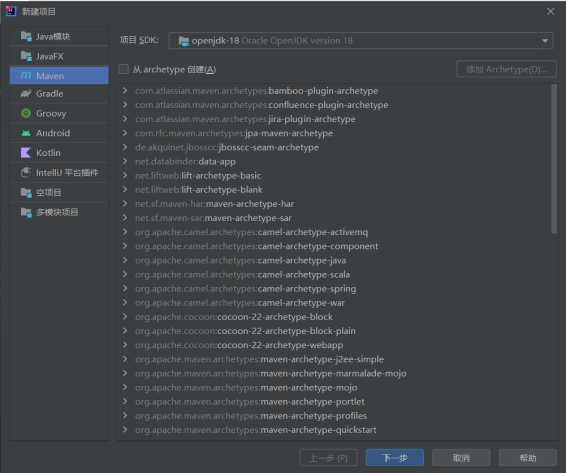 新建项目
Java模块
JavaFX
Maven
Gradle
Groovy
Android
Kotlin
IntelliJ 平台插件
空项目
多模块项目
项目 SDK: openjdk-18 Oracle OpenJDK version 18
从 archetype 创建(A) 添加 Archetype(D)...
com.atlassian.maven.archetypes:bamboo-plugin-archetype
com.atlassian.maven.archetypes:confluence-plugin-archetype
com.atlassian.maven.archetypes:jira-plugin-archetype
com.rfc.maven.archetypes:jpa-maven-archetype
de.akquinet.jbosscc:jbosscc-seam-archetype
net.databinder:data-app
net.liftweb:lift-archetype-basic
net.liftweb:lift-archetype-blank
net.sf.maven-har:maven-archetype-har
net.sf.maven-sar:maven-archetype-sar
org.apache.camel.archetypes:camel-archetype-activemq
org.apache.camel.archetypes:camel-archetype-component
org.apache.camel.archetypes:camel-archetype-java
org.apache.camel.archetypes:camel-archetype-scala
org.apache.camel.archetypes:camel-archetype-spring
org.apache.camel.archetypes:camel-archetype-war
org.apache.cocoon:cocoon-22-archetype-block
org.apache.cocoon:cocoon-22-archetype-block-plain
org.apache.cocoon:cocoon-22-archetype-webapp
org.apache.maven.archetypes:maven-archetype-j2ee-simple
org.apache.maven.archetypes:maven-archetype-marmalade-mojo
org.apache.maven.archetypes:maven-archetype-mojo
org.apache.maven.archetypes:maven-archetype-portlet
org.apache.maven.archetypes:maven-archetype-profiles
org.apache.maven.archetypes:maven-archetype-quickstart
上一步 (P) 下一步 取消 帮助